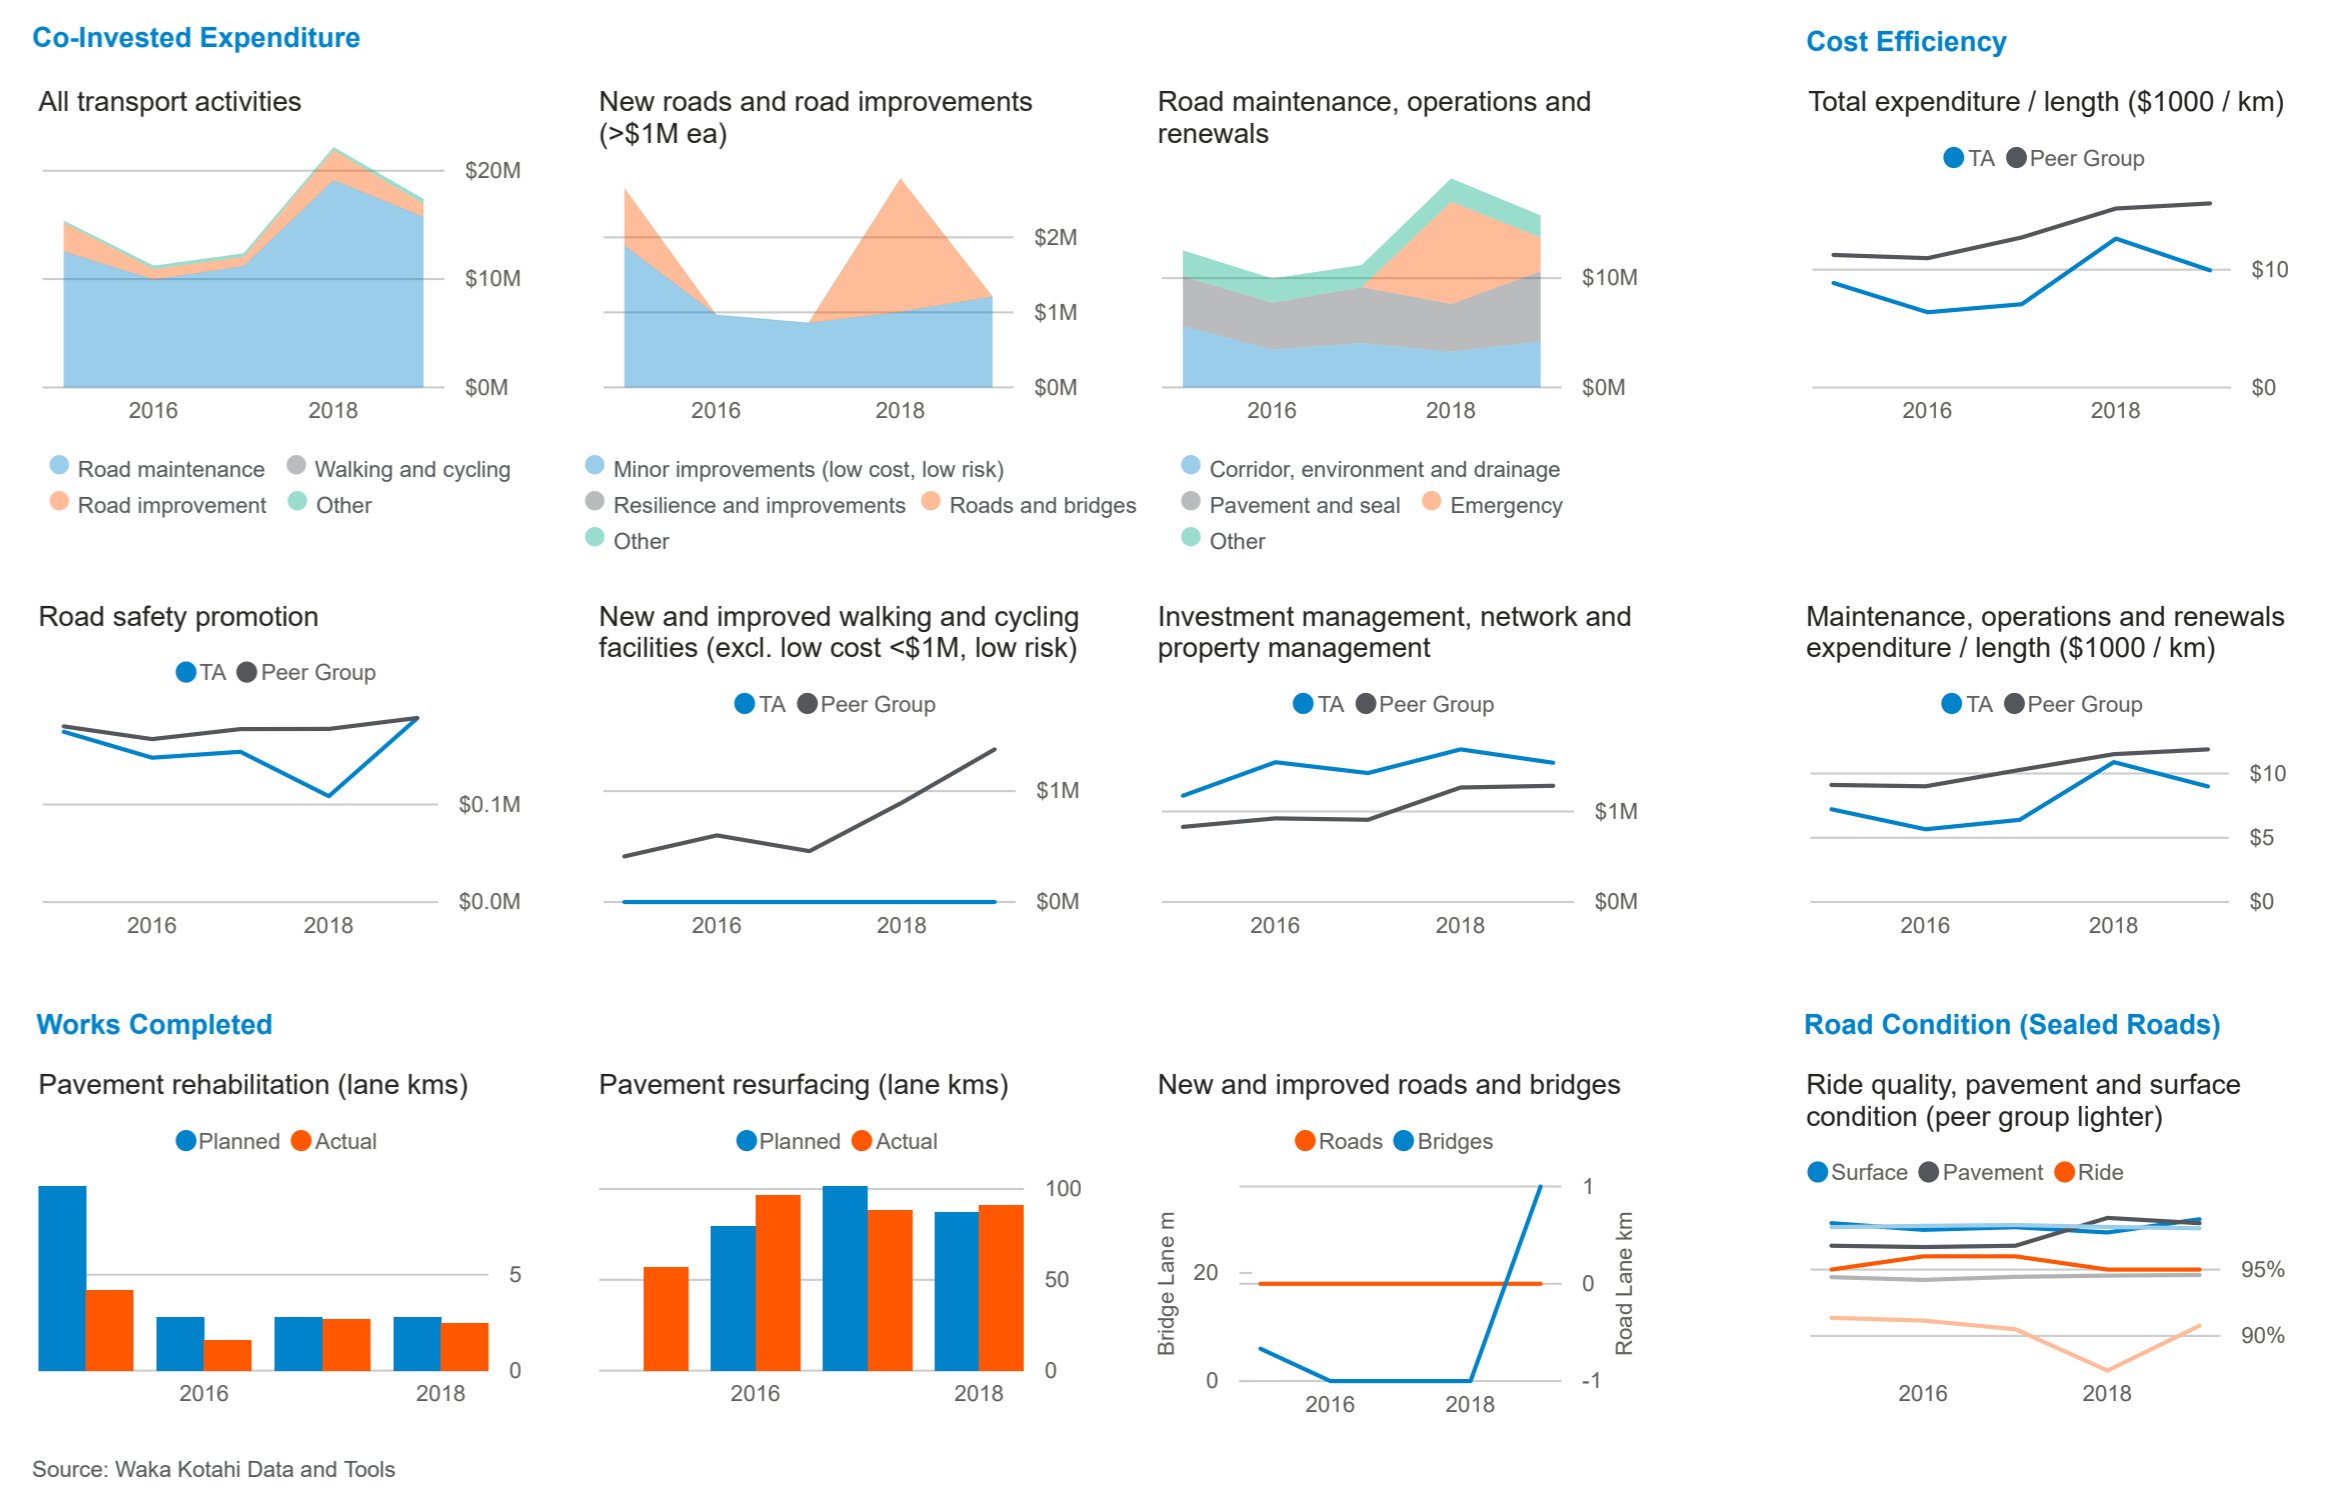 Co-Invested Expenditure
Cost Efficiency
All transport activities
$20M
$10M
$0M
2016 2018
Road maintenance Walking and cycling
Road improvement Other
New roads and road improvements
(>$1M ea)
$2M
$1M
$0M
2016 2018
Minor improvements (low cost, low risk)
Resilience and improvements Roads and bridges
Other
Road maintenance, operations and
renewals
$10M
$0M
2016 2018
Corridor, environment and drainage
Pavement and seal Emergency
Other
Total expenditure / length ($1000 / km)
TA Peer Group
$10
$0
2016 2018
Road safety promotion
TA Peer Group
$0.1M
$0.0M
2016 2018
New and improved walking and cycling
facilities (excl. low cost <$1M, low risk)
TA Peer Group
$1M
$0M
2016 2018
Investment management, network and
property management
TA Peer Group
$1M
$0M
2016 2018
Maintenance, operations and renewals
expenditure / length ($1000 / km)
TA Peer Group
$10
$5
$0
2016 2018
Works Completed
Road Condition (Sealed Roads)
Pavement rehabilitation (lane kms)
Planned Actual
5
0
2016 2018
Pavement resurfacing (lane kms)
Planned Actual
100
50
0
2016 2018
New and improved roads and bridges
Roads Bridges
Bridge Lane m
20
0
1
0
-1
Road Lane km
2016 2018
Ride quality, pavement and surface
condition (peer group lighter)
Surface Pavement Ride
95%
90%
2016 2018
Source: Waka Kotahi Data and Tools